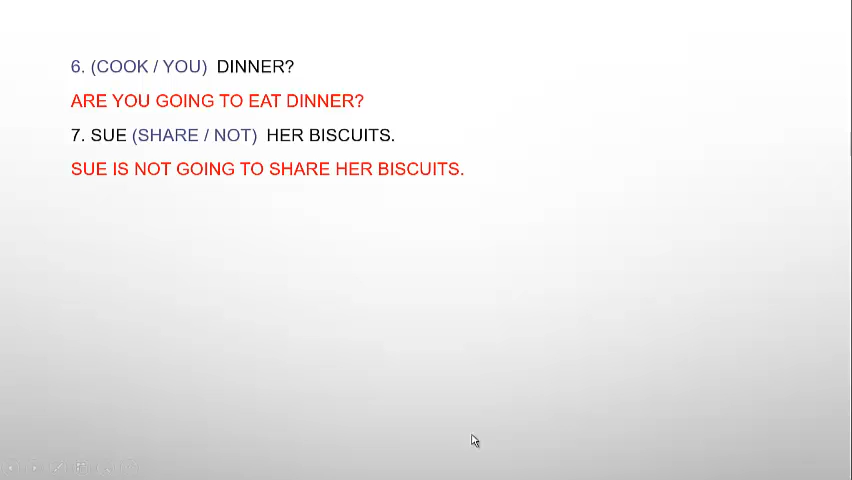 6. (COOK / YOU) DINNER?
ARE YOU GOING TO EAT DINNER?
7. SUE (SHARE / NOT) HER BISCUITS.
SUE IS NOT GOING TO SHARE HER BISCUITS.